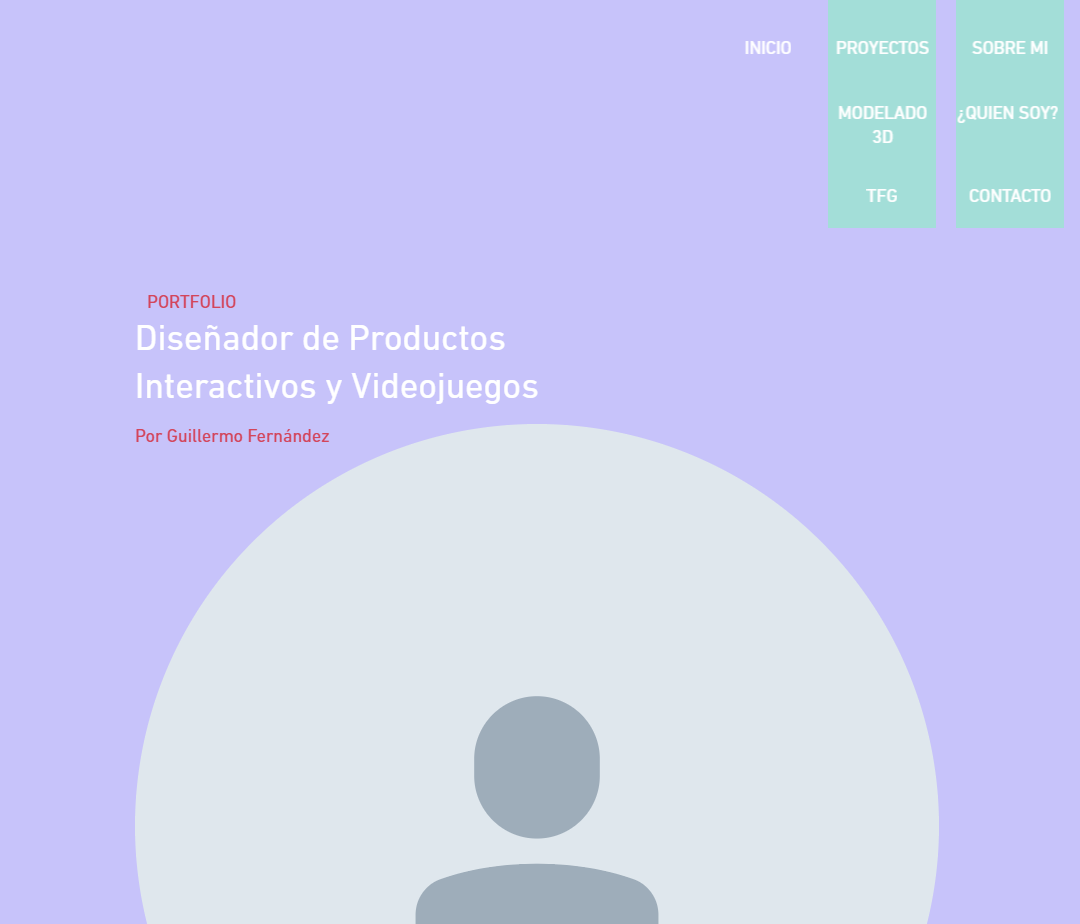 INICIO
PROYECTOS
SOBRE MI
MODELADO
3D
¿QUIEN SOY?
TFG
CONTACTO
PORTFOLIO
Diseñador de Productos
Interactivos y Videojuegos
Por Guillermo Fernández